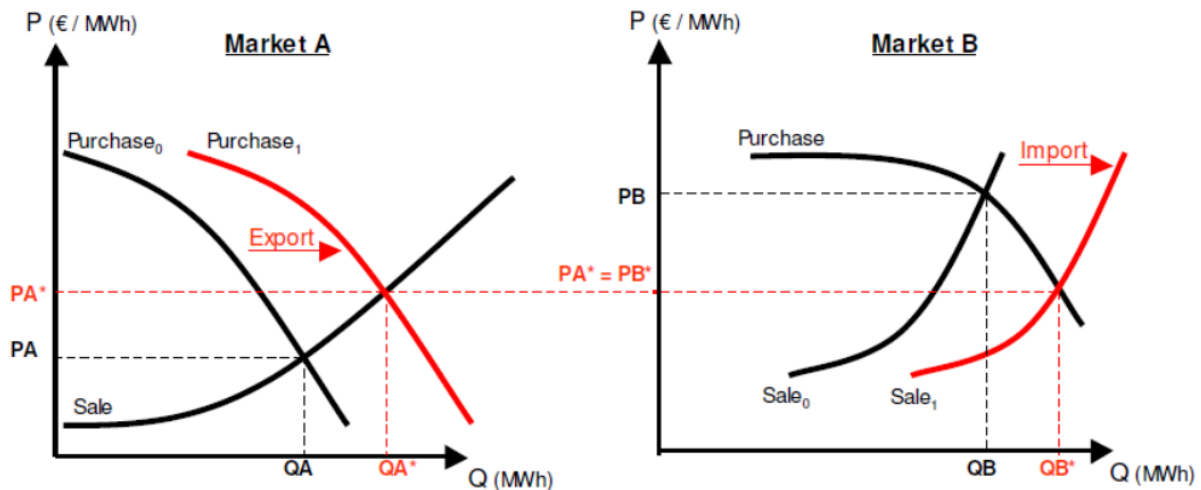 P (€ / MWh)
Market A
Purchase₀
Purchase₁
Export
PA*
PA
Sale
QA
QA*
Q (MWh)
P (€ / MWh)
Market B
Purchase
Import
PB
PA* = PB*
Sale₀
Sale₁
QB
QB*
Q (MWh)